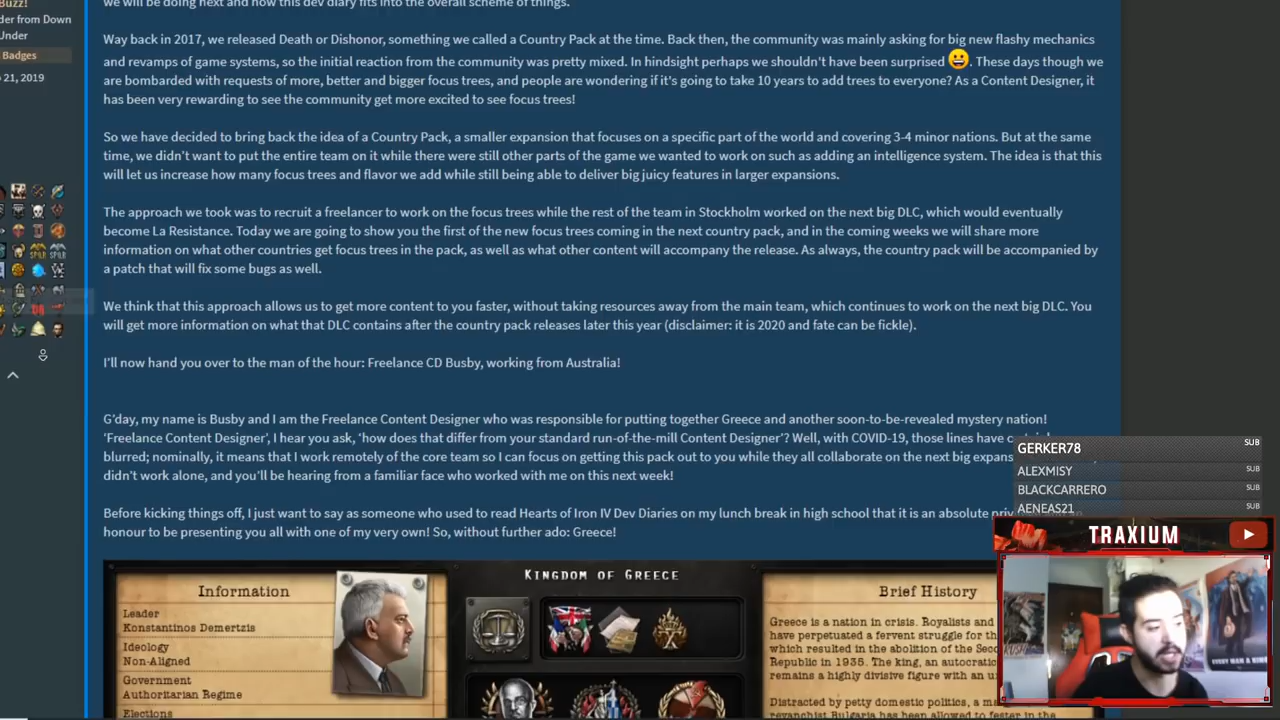 Buzz!
der from Down
Under
Badges
21, 2019
we will be doing next and how this dev diary fits into the overall scheme of things.
Way back in 2017, we released Death or Dishonor, something we called a Country Pack at the time. Back then, the community was mainly asking for big new flashy mechanics
and revamps of game systems, so the initial reaction from the community was pretty mixed. In hindsight perhaps we shouldn't have been surprised 😀. These days though we
are bombarded with requests of more, better and bigger focus trees, and people are wondering if it's going to take 10 years to add trees to everyone? As a Content Designer, it
has been very rewarding to see the community get more excited to see focus trees!
So we have decided to bring back the idea of a Country Pack, a smaller expansion that focuses on a specific part of the world and covering 3-4 minor nations. But at the same
time, we didn't want to put the entire team on it while there were still other parts of the game we wanted to work on such as adding an intelligence system. The idea is that this
will let us increase how many focus trees and flavor we add while still being able to deliver big juicy features in larger expansions.
The approach we took was to recruit a freelancer to work on the focus trees while the rest of the team in Stockholm worked on the next big DLC, which would eventually
become La Resistance. Today we are going to show you the first of the new focus trees coming in the next country pack, and in the coming weeks we will share more
information on what other countries get focus trees in the pack, as well as what other content will accompany the release. As always, the country pack will be accompanied by
a patch that will fix some bugs as well.
We think that this approach allows us to get more content to you faster, without taking resources away from the main team, which continues to work on the next big DLC. You
will get more information on what that DLC contains after the country pack releases later this year (disclaimer: it is 2020 and fate can be fickle).
I'll now hand you over to the man of the hour: Freelance CD Busby, working from Australia!
G'day, my name is Busby and I am the Freelance Content Designer who was responsible for putting together Greece and another soon-to-be-revealed mystery nation!
'Freelance Content Designer', I hear you ask, 'how does that differ from your standard run-of-the-mill Content Designer'? Well, with COVID-19, those lines have
blurred; nominally, it means that I work remotely of the core team so I can focus on getting this pack out to you while they all collaborate on the next big expans
didn't work alone, and you'll be hearing from a familiar face who worked with me on this next week!
Before kicking things off, I just want to say as someone who used to read Hearts of Iron IV Dev Diaries on my lunch break in high school that it is an absolute
honour to be presenting you all with one of my very own! So, without further ado: Greece!
GERKER78 SUB
ALEXMISY SUB
BLACKCARRERO SUB
AENEAS21 SUB
TRAXIUM
Information
Leader
Konstantinos Demertzis
Ideology
Non-Aligned
Government
Authoritarian Regime
Elections
KINGDOM OF GREECE
Brief History
Greece is a nation in crisis. Royalists and
have perpetuated a fervent struggle for th
which resulted in the abolition of the Seco
Republic in 1935. The king, an autocrati
remains a highly divisive figure with an u
Distracted by petty domestic politics, a
revanchist Bulgaria has been allowed to fester in the